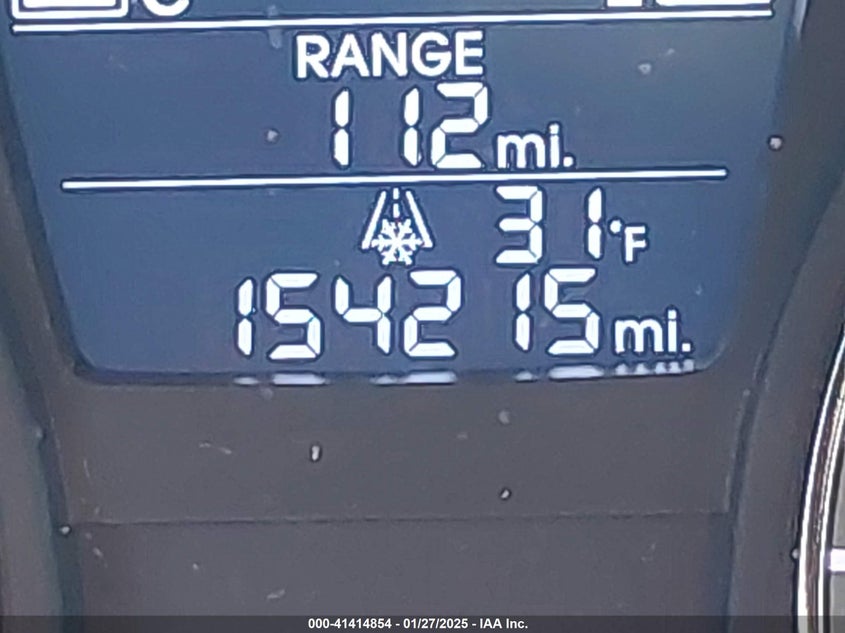 RANGE
112 mi.
31°F
154215 mi.
000-41414854 - 01/27/2025 - IAA Inc.